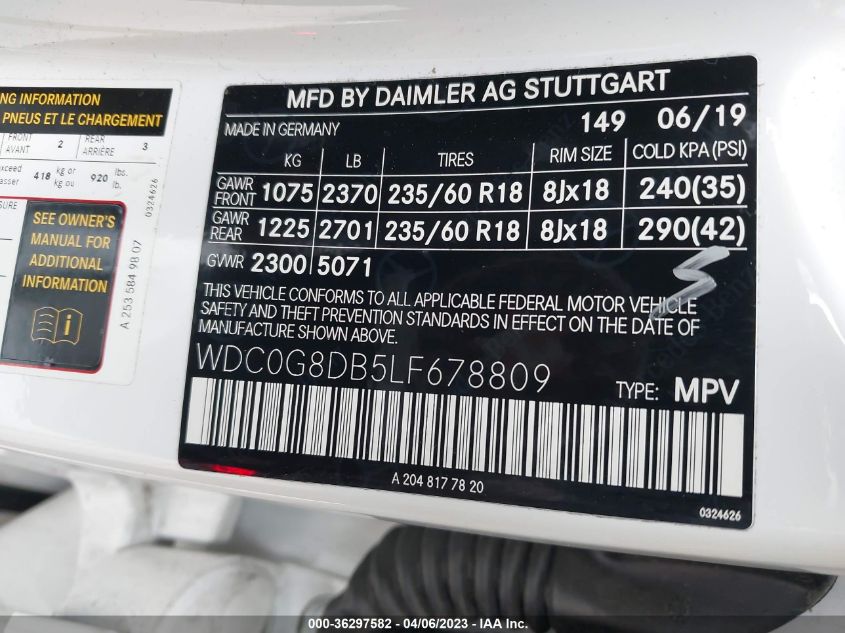 NG INFORMATION
PNEUS ET LE CHARGEMENT
FRONT
AVANT
2
REAR
ARRIÈRE
3
xceed
asser
418
kg or
kg ou
920
lbs.
lb.
SURE
0324626
SEE OWNER'S
MANUAL FOR
ADDITIONAL
INFORMATION
A 253 584 98 07
MFD BY DAIMLER AG STUTTGART
MADE IN GERMANY 149 06/19
KG LB TIRES RIM SIZE COLD KPA (PSI)
GAWR FRONT 1075 2370 235/60 R18 8Jx18 240(35)
GAWR REAR 1225 2701 235/60 R18 8Jx18 290(42)
GVWR 2300 5071
THIS VEHICLE CONFORMS TO ALL APPLICABLE FEDERAL MOTOR VEHICLE
SAFETY AND THEFT PREVENTION STANDARDS IN EFFECT ON THE DATE OF
MANUFACTURE SHOWN ABOVE.
WDC0G8DB5LF678809
TYPE: MPV
A 204 817 78 20
0324626
000-36297582 - 04/06/2023 - © IAA Inc.